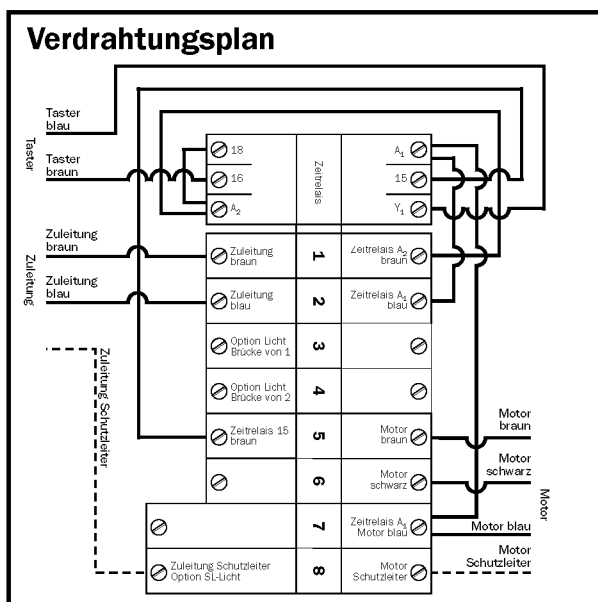 Verdrahtungsplan
Taster
blau
Taster
Taster
braun
18
16
A2
Zeitrelais
A1
15
Y1
Zuleitung
braun
Zuleitung
Zuleitung
blau
Zuleitung
braun
1
Zeitrelais A2
braun
Zuleitung
blau
2
Zeitrelais A1
blau
Option Licht
Brücke von 1
3
Option Licht
Brücke von 2
4
Zeitrelais 15
braun
5
Motor
braun
6
Motor
schwarz
7
Zeitrelais A1
Motor blau
Zuleitung Schutzleiter
Option SL-Licht
8
Motor
Schutzleiter
Zuleitung Schutzleiter
Motor
braun
Motor
schwarz
Motor
Motor blau
Motor
Schutzleiter